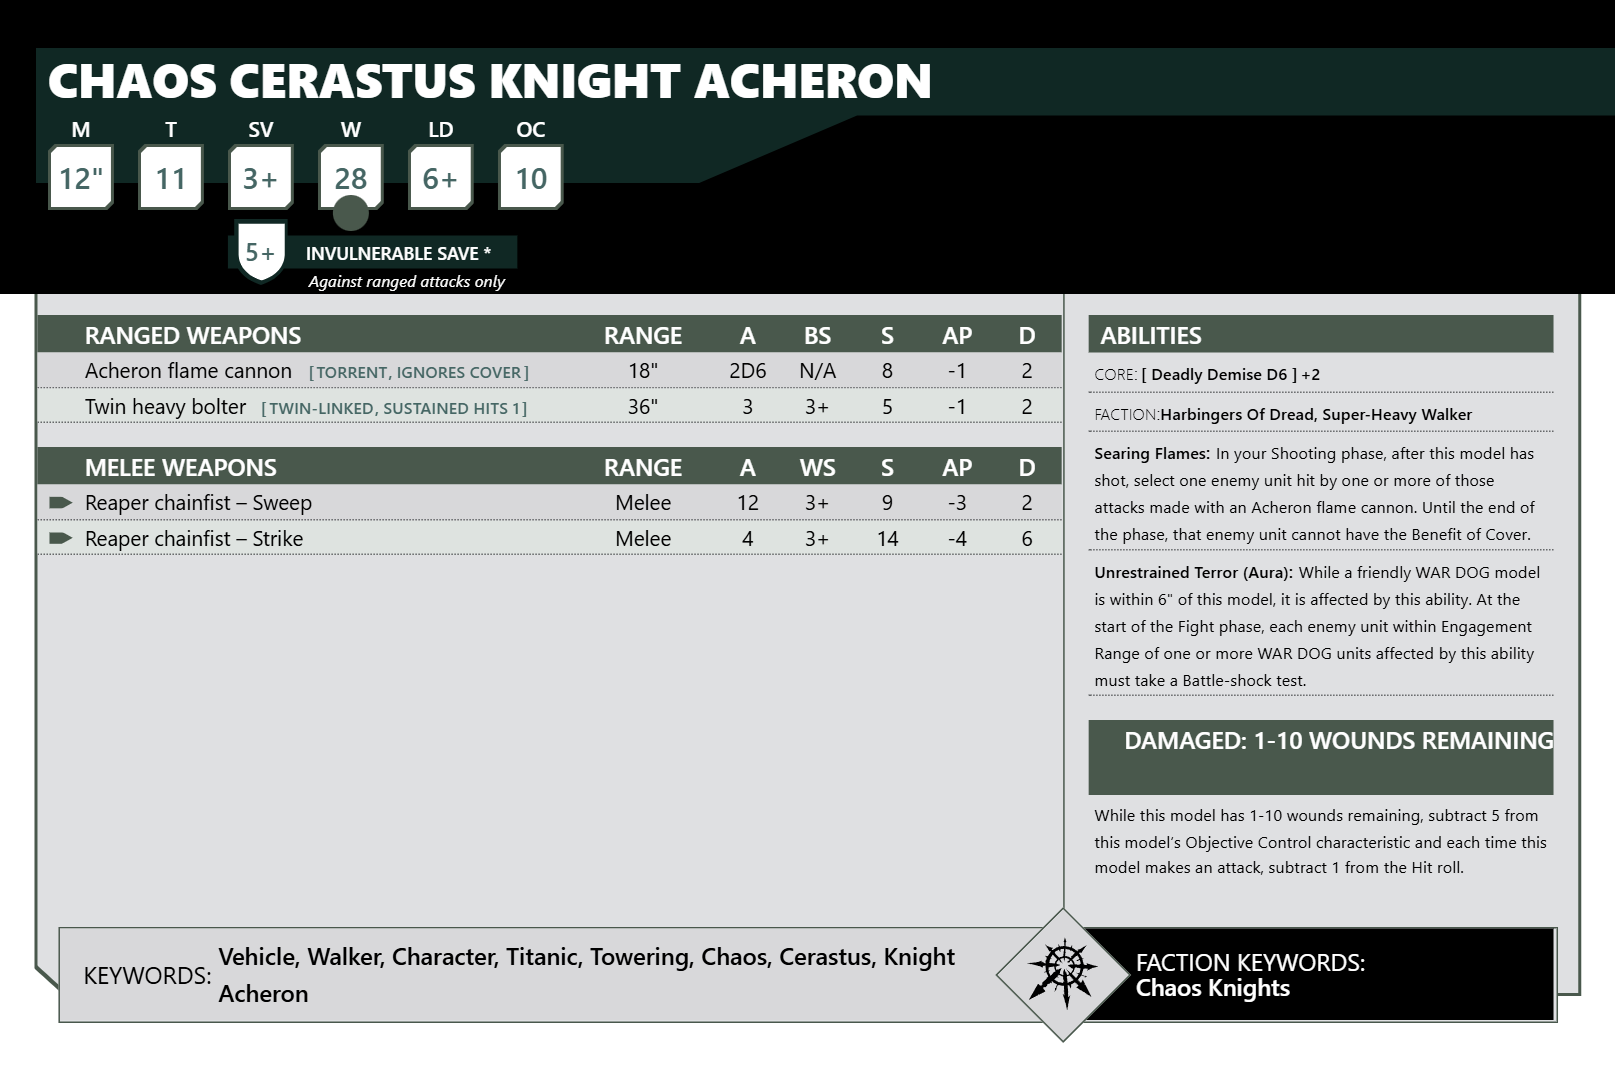 CHAOS CERASTUS KNIGHT ACHERON
M T SV W LD OC
12" 11 3+ 28 6+ 10
5+ INVULNERABLE SAVE *
Against ranged attacks only
RANGED WEAPONS RANGE A BS S AP D
Acheron flame cannon [TORRENT, IGNORES COVER] 18" 2D6 N/A 8 -1 2
Twin heavy bolter [TWIN-LINKED, SUSTAINED HITS 1] 36" 3 3+ 5 -1 2
MELEE WEAPONS RANGE A WS S AP D
Reaper chainfist – Sweep Melee 12 3+ 9 -3 2
Reaper chainfist – Strike Melee 4 3+ 14 -4 6
ABILITIES
CORE: [ Deadly Demise D6 ] +2
FACTION:Harbingers Of Dread, Super-Heavy Walker
Searing Flames: In your Shooting phase, after this model has
shot, select one enemy unit hit by one or more of those
attacks made with an Acheron flame cannon. Until the end of
the phase, that enemy unit cannot have the Benefit of Cover.
Unrestrained Terror (Aura): While a friendly WAR DOG model
is within 6" of this model, it is affected by this ability. At the
start of the Fight phase, each enemy unit within Engagement
Range of one or more WAR DOG units affected by this ability
must take a Battle-shock test.
DAMAGED: 1-10 WOUNDS REMAINING
While this model has 1-10 wounds remaining, subtract 5 from
this model's Objective Control characteristic and each time this
model makes an attack, subtract 1 from the Hit roll.
KEYWORDS: Vehicle, Walker, Character, Titanic, Towering, Chaos, Cerastus, Knight
Acheron
FACTION KEYWORDS:
Chaos Knights